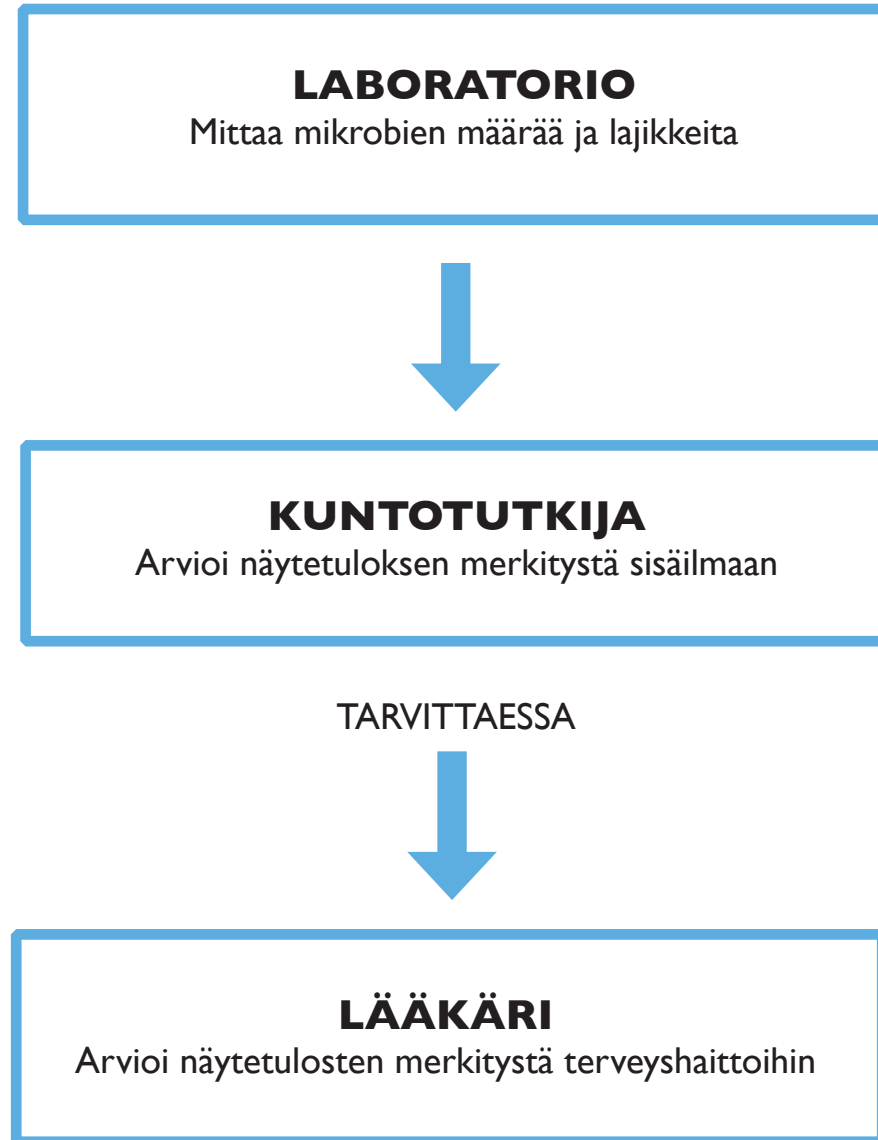 LABORATORIO
Mittaa mikrobien määrää ja lajikkeita
KUNTOTUTKIJA
Arvioi näytetuloksen merkitystä sisäilmaan
TARVITTAESSA
LÄÄKÄRI
Arvioi näytetulosten merkitystä terveyshaittoihin